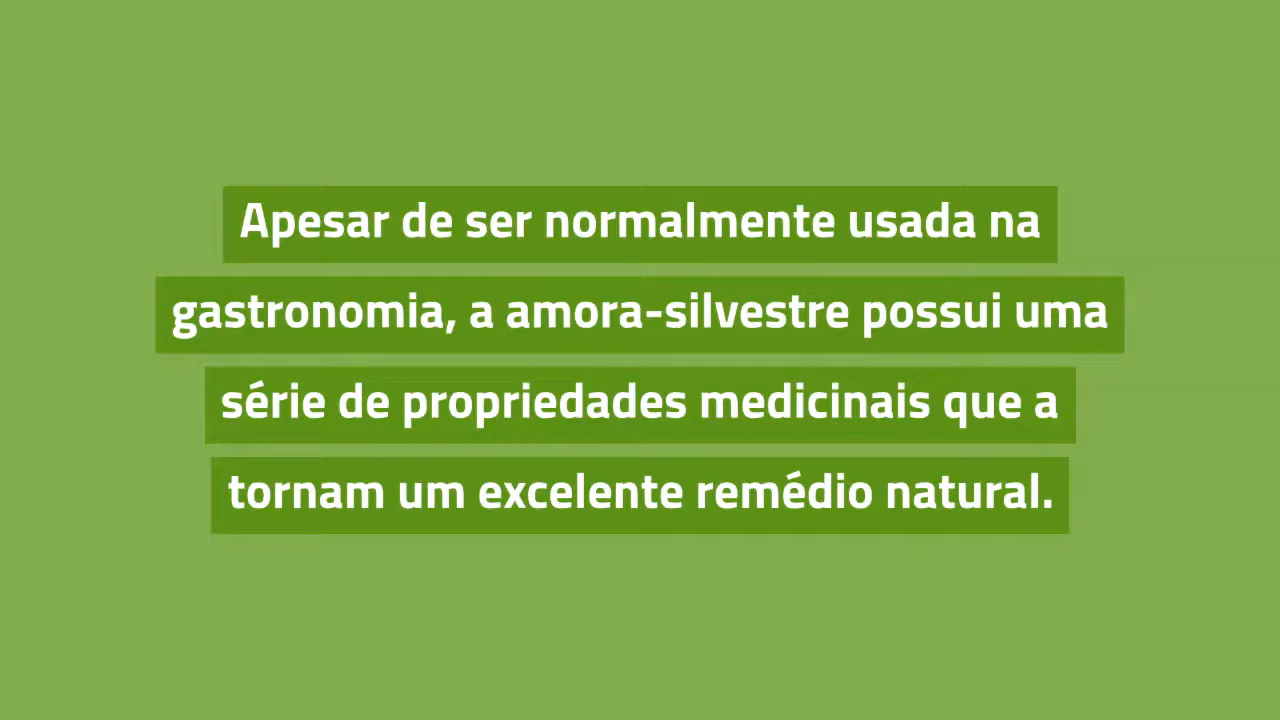 Apesar de ser normalmente usada na
gastronomia, a amora-silvestre possui uma
série de propriedades medicinais que a
tornam um excelente remédio natural.